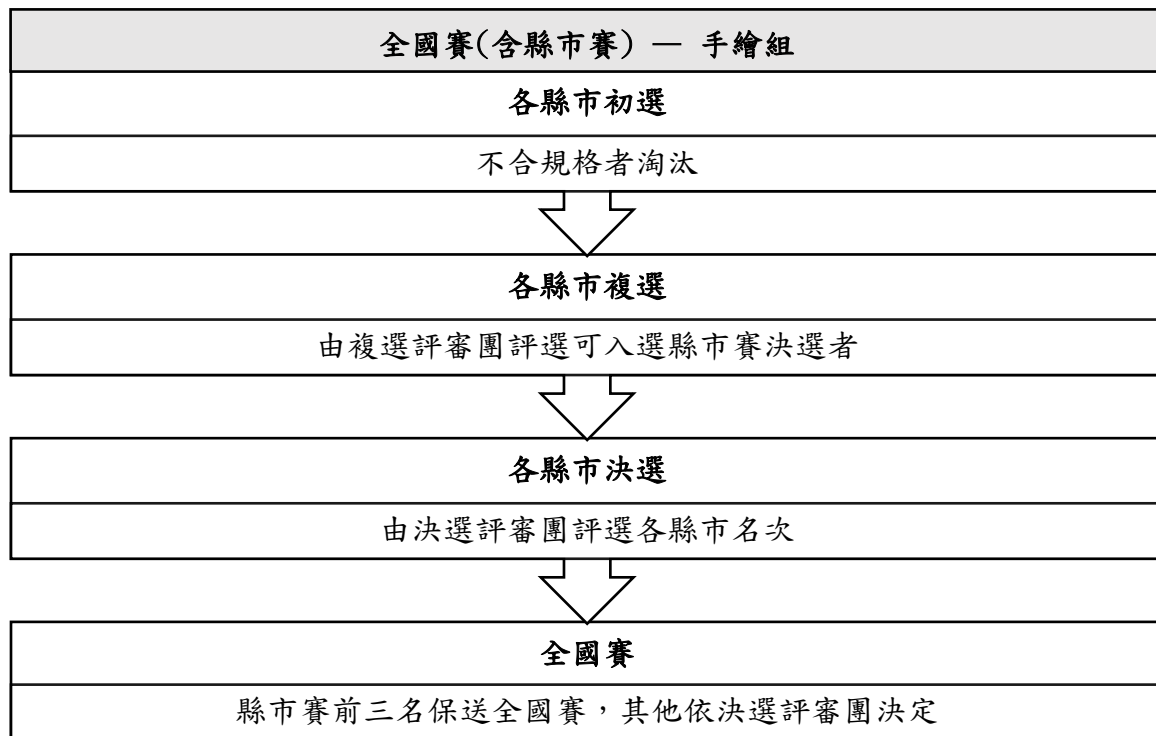 全國賽(含縣市賽) — 手繪組
各縣市初選
不合規格者淘汰
各縣市複選
由複選評審團評選可入選縣市賽決選者
各縣市決選
由決選評審團評選各縣市名次
全國賽
縣市賽前三名保送全國賽，其他依決選評審團決定